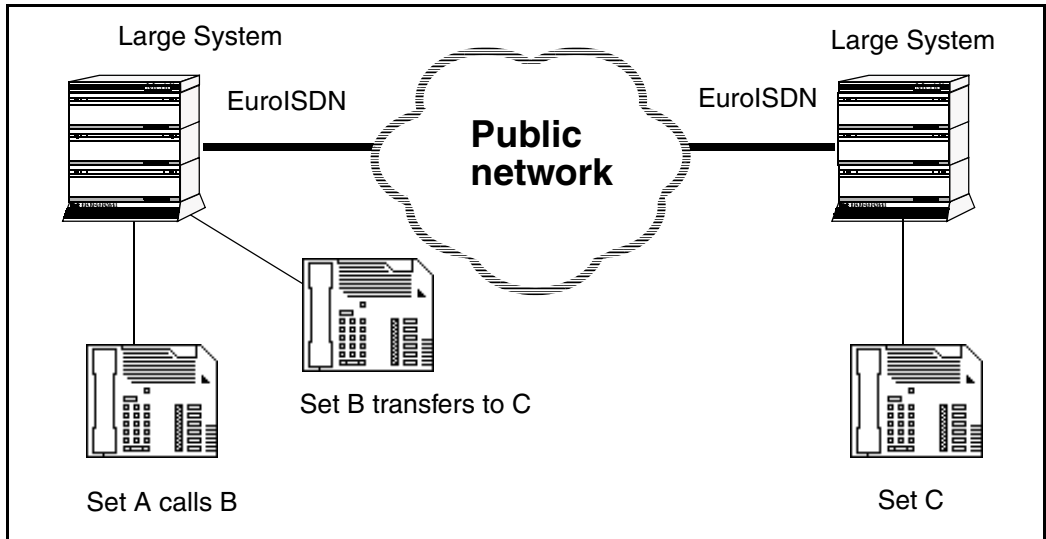 Large System
Large System
EuroISDN
EuroISDN
Public
network
Set B transfers to C
Set A calls B
Set C